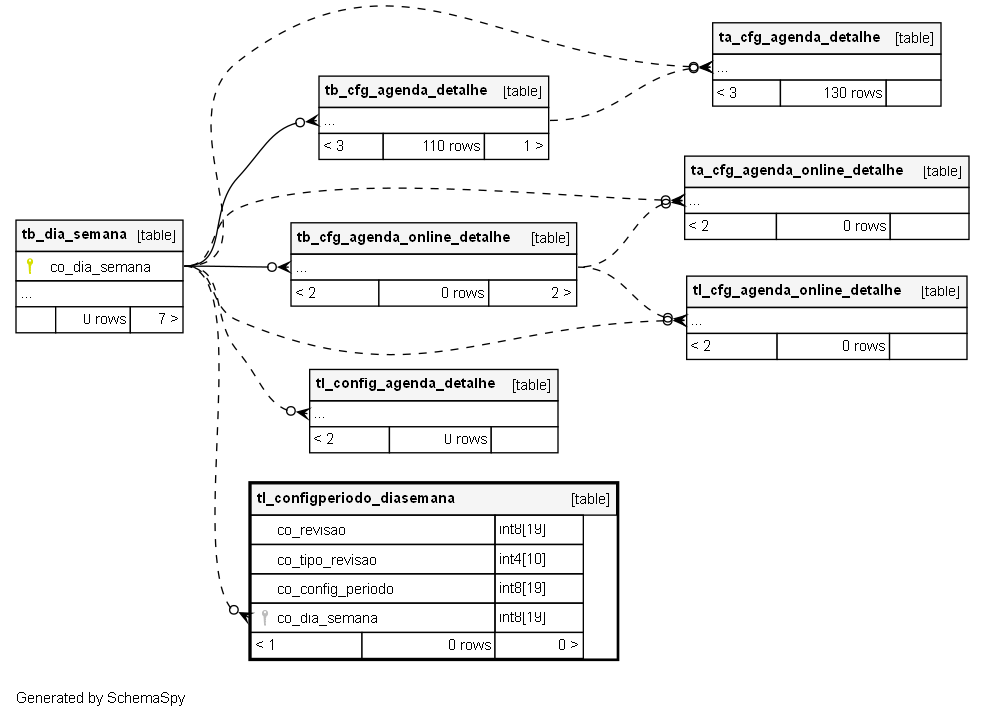 ta_cfg_agenda_detalhe [table]
...
< 3 130 rows
tb_cfg_agenda_detalhe [table]
...
< 3 110 rows 1 >
ta_cfg_agenda_online_detalhe [table]
...
< 2 0 rows
tb_dia_semana [table]
co_dia_semana
...
0 rows 7 >
tb_cfg_agenda_online_detalhe [table]
...
< 2 0 rows 2 >
tl_cfg_agenda_online_detalhe [table]
...
< 2 0 rows
tl_config_agenda_detalhe [table]
...
< 2 0 rows
tl_configperiodo_diasemana [table]
co_revisao int8[19]
co_tipo_revisao int4[10]
co_config_periodo int8[19]
co_dia_semana int8[19]
< 1 0 rows 0 >
Generated by SchemaSpy